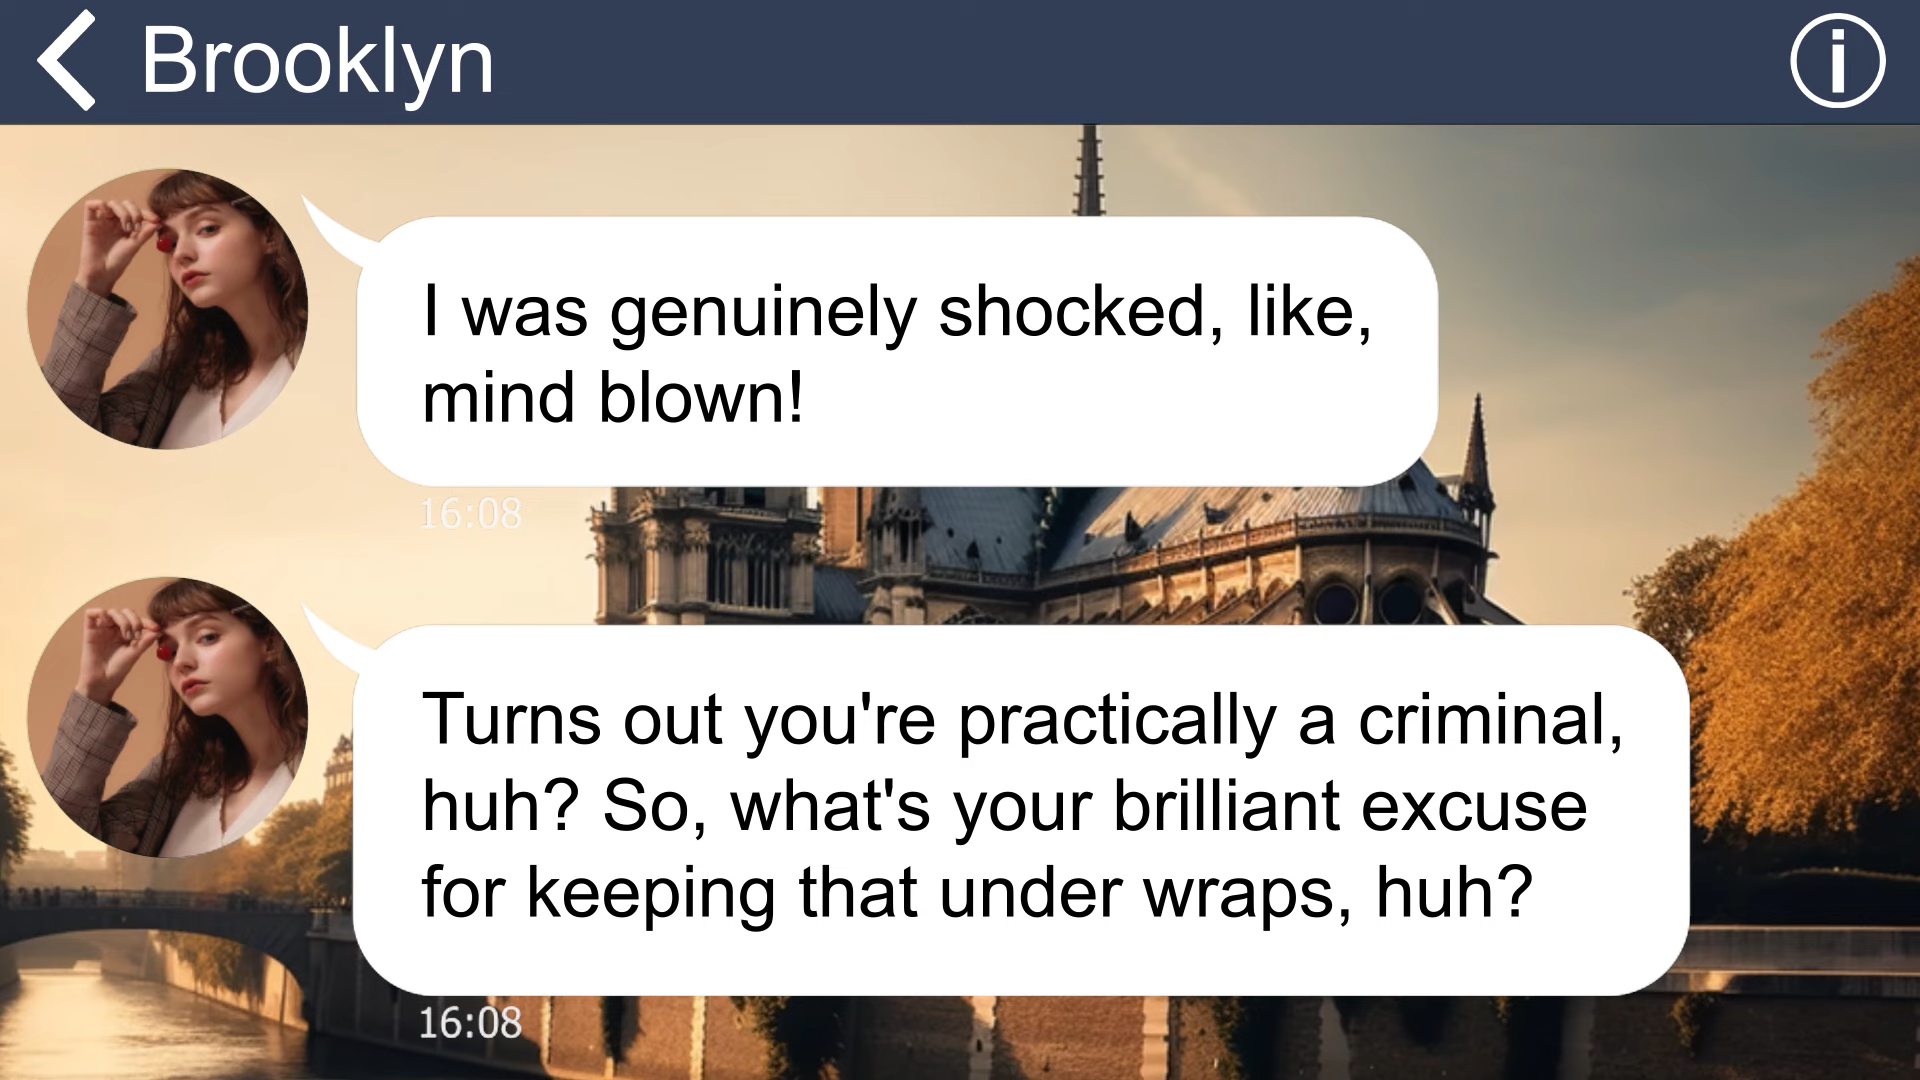 Brooklyn
I was genuinely shocked, like,
mind blown!
16:08
Turns out you're practically a criminal,
huh? So, what's your brilliant excuse
for keeping that under wraps, huh?
16:08